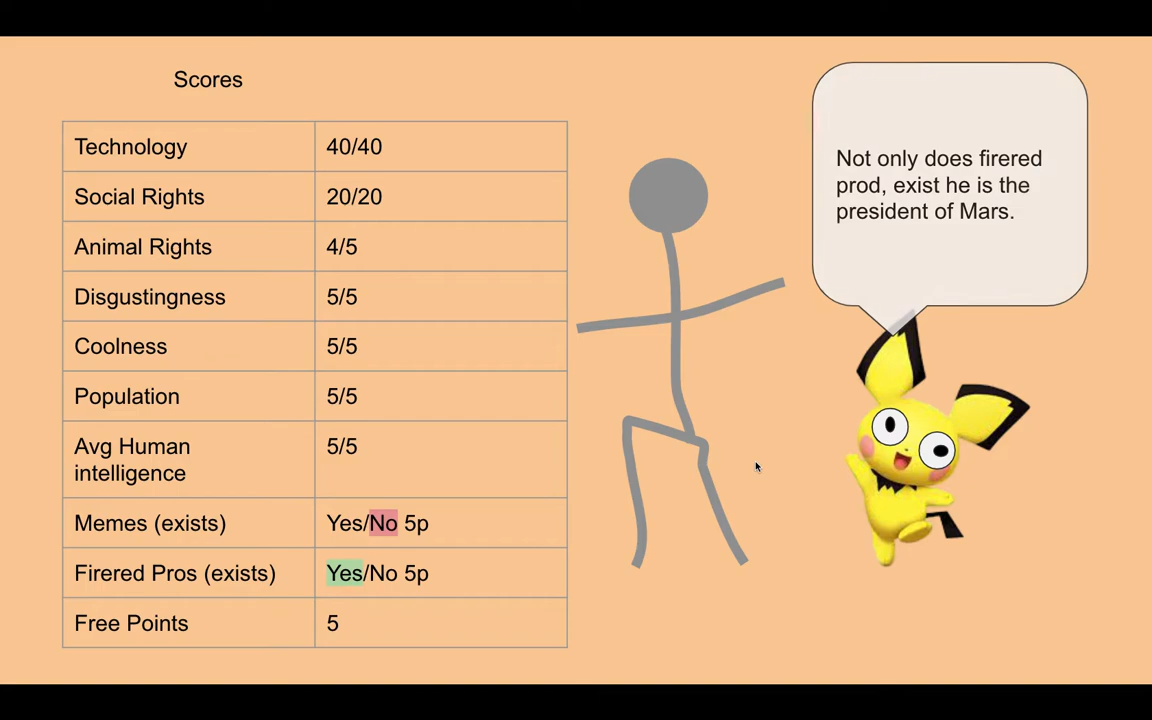 Scores
Technology 40/40
Social Rights 20/20
Animal Rights 4/5
Disgustingness 5/5
Coolness 5/5
Population 5/5
Avg Human 5/5
intelligence
Memes (exists) Yes/No 5p
Firered Pros (exists) Yes/No 5p
Free Points 5
Not only does firered
prod, exist he is the
president of Mars.